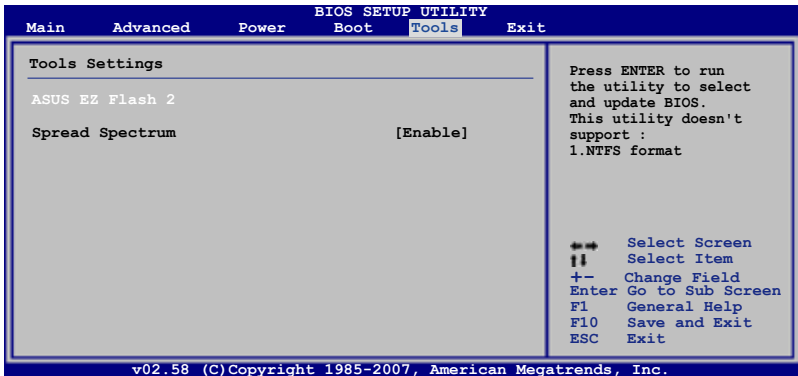 BIOS SETUP UTILITY
Main Advanced Power Boot Tools Exit
Tools Settings
ASUS EZ Flash 2
Spread Spectrum [Enable]
Press ENTER to run
the utility to select
and update BIOS.
This utility doesn't
support :
1.NTFS format
←→ Select Screen
↑↓ Select Item
+- Change Field
Enter Go to Sub Screen
F1 General Help
F10 Save and Exit
ESC Exit
v02.58 (C)Copyright 1985-2007, American Megatrends, Inc.